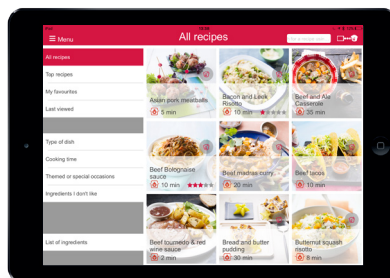 Menu
All recipes
All recipes
Top recipes
My favourites
Last viewed
Type of dish
Cooking time
Themed or special occasions
Ingredients I don't like
List of ingredients
Asian pork meatballs
5 min
Bacon and Leek
Risotto
10 min
Beef and Ale
Casserole
35 min
Beef Bolognaise
sauce
10 min
Beef madras curry
20 min
Beef tacos
10 min
Beef tournedo & red
wine sauce
2 min
Bread and butter
pudding
30 min
Butternut squash
risotto
8 min